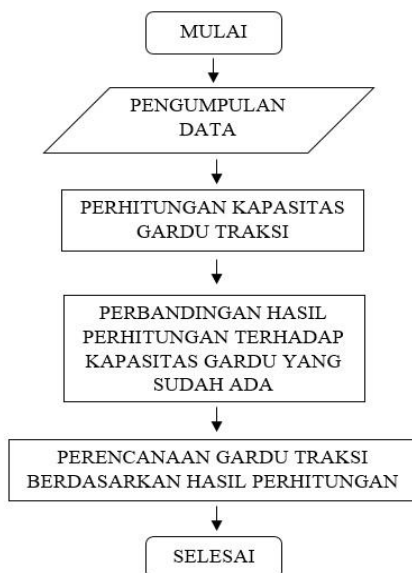 MULAI
PENGUMPULAN
DATA
PERHITUNGAN KAPASITAS
GARDU TRAKSI
PERBANDINGAN HASIL
PERHITUNGAN TERHADAP
KAPASITAS GARDU YANG
SUDAH ADA
PERENCANAAN GARDU TRAKSI
BERDASARKAN HASIL PERHITUNGAN
SELESAI